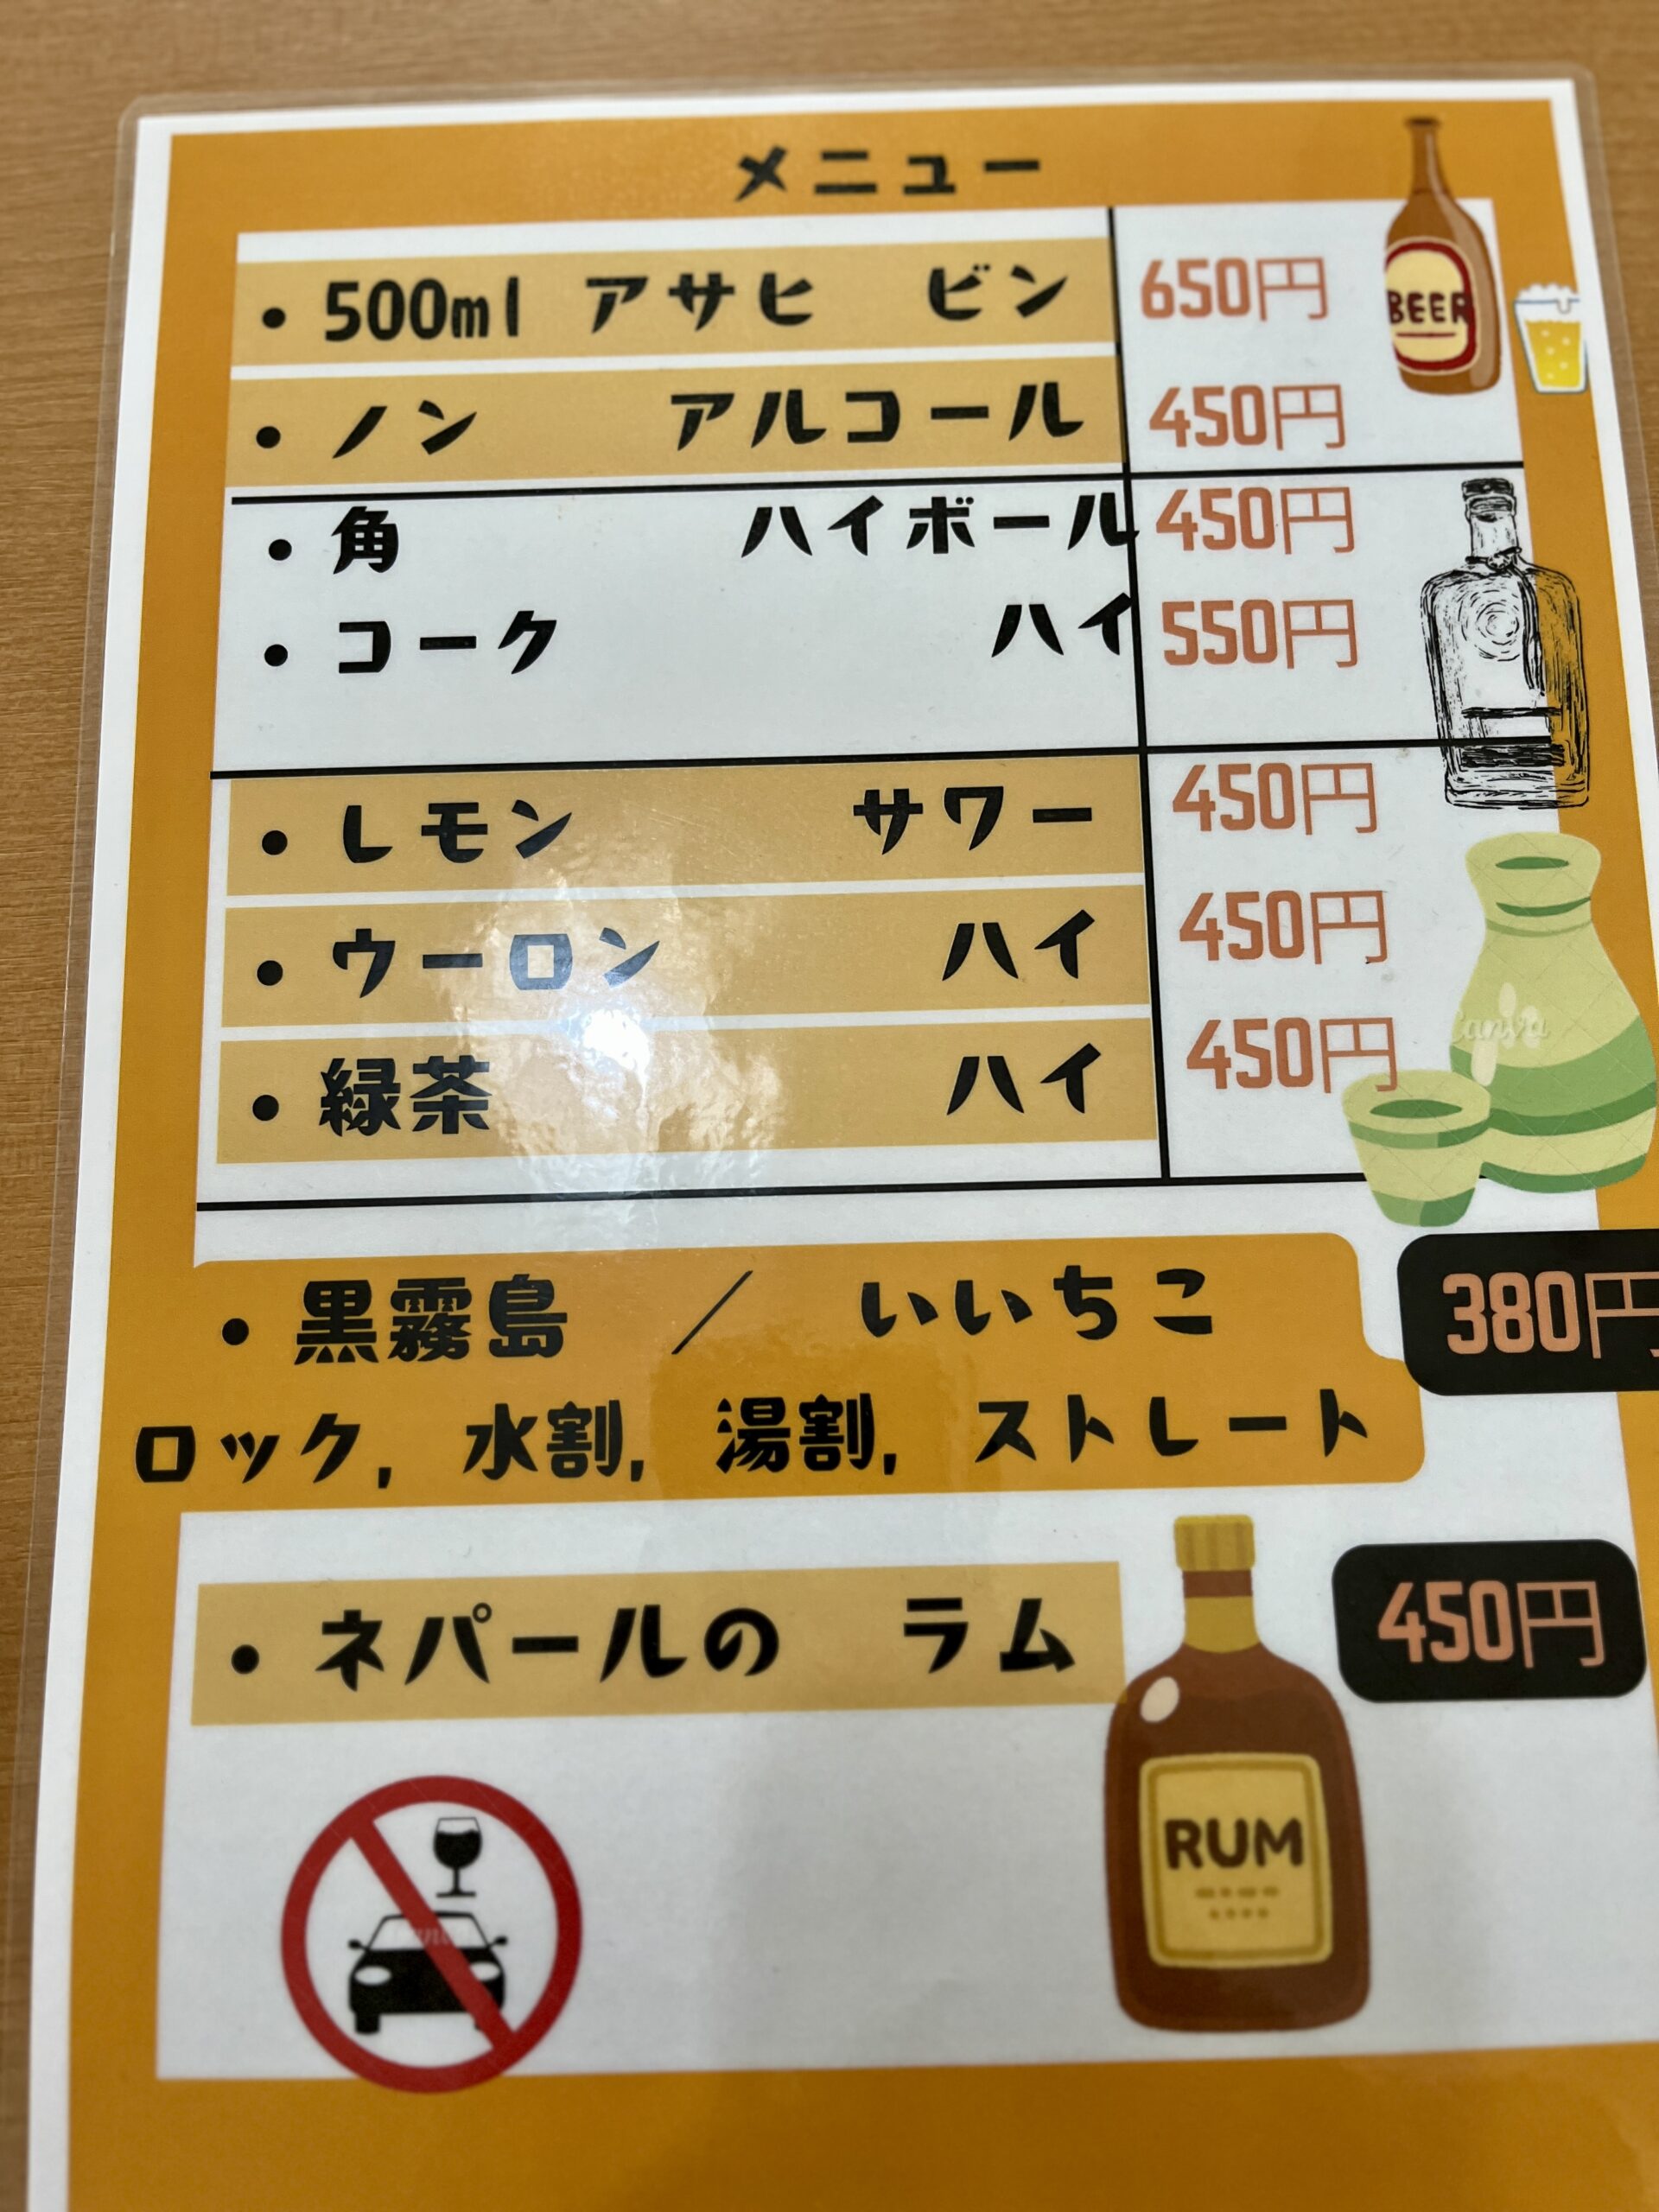 メニュー
• 500ml アサヒ ビン 650円
• ノン アルコール 450円
• 角 ハイボール 450円
• コーク ハイ 550円
• レモン サワー 450円
• ウーロン ハイ 450円
• 緑茶 ハイ 450円
• 黒霧島 / いいちこ 380円
ロック, 水割, 湯割, ストレート
• ネパールの ラム 450円
BEER
Canva
RUM